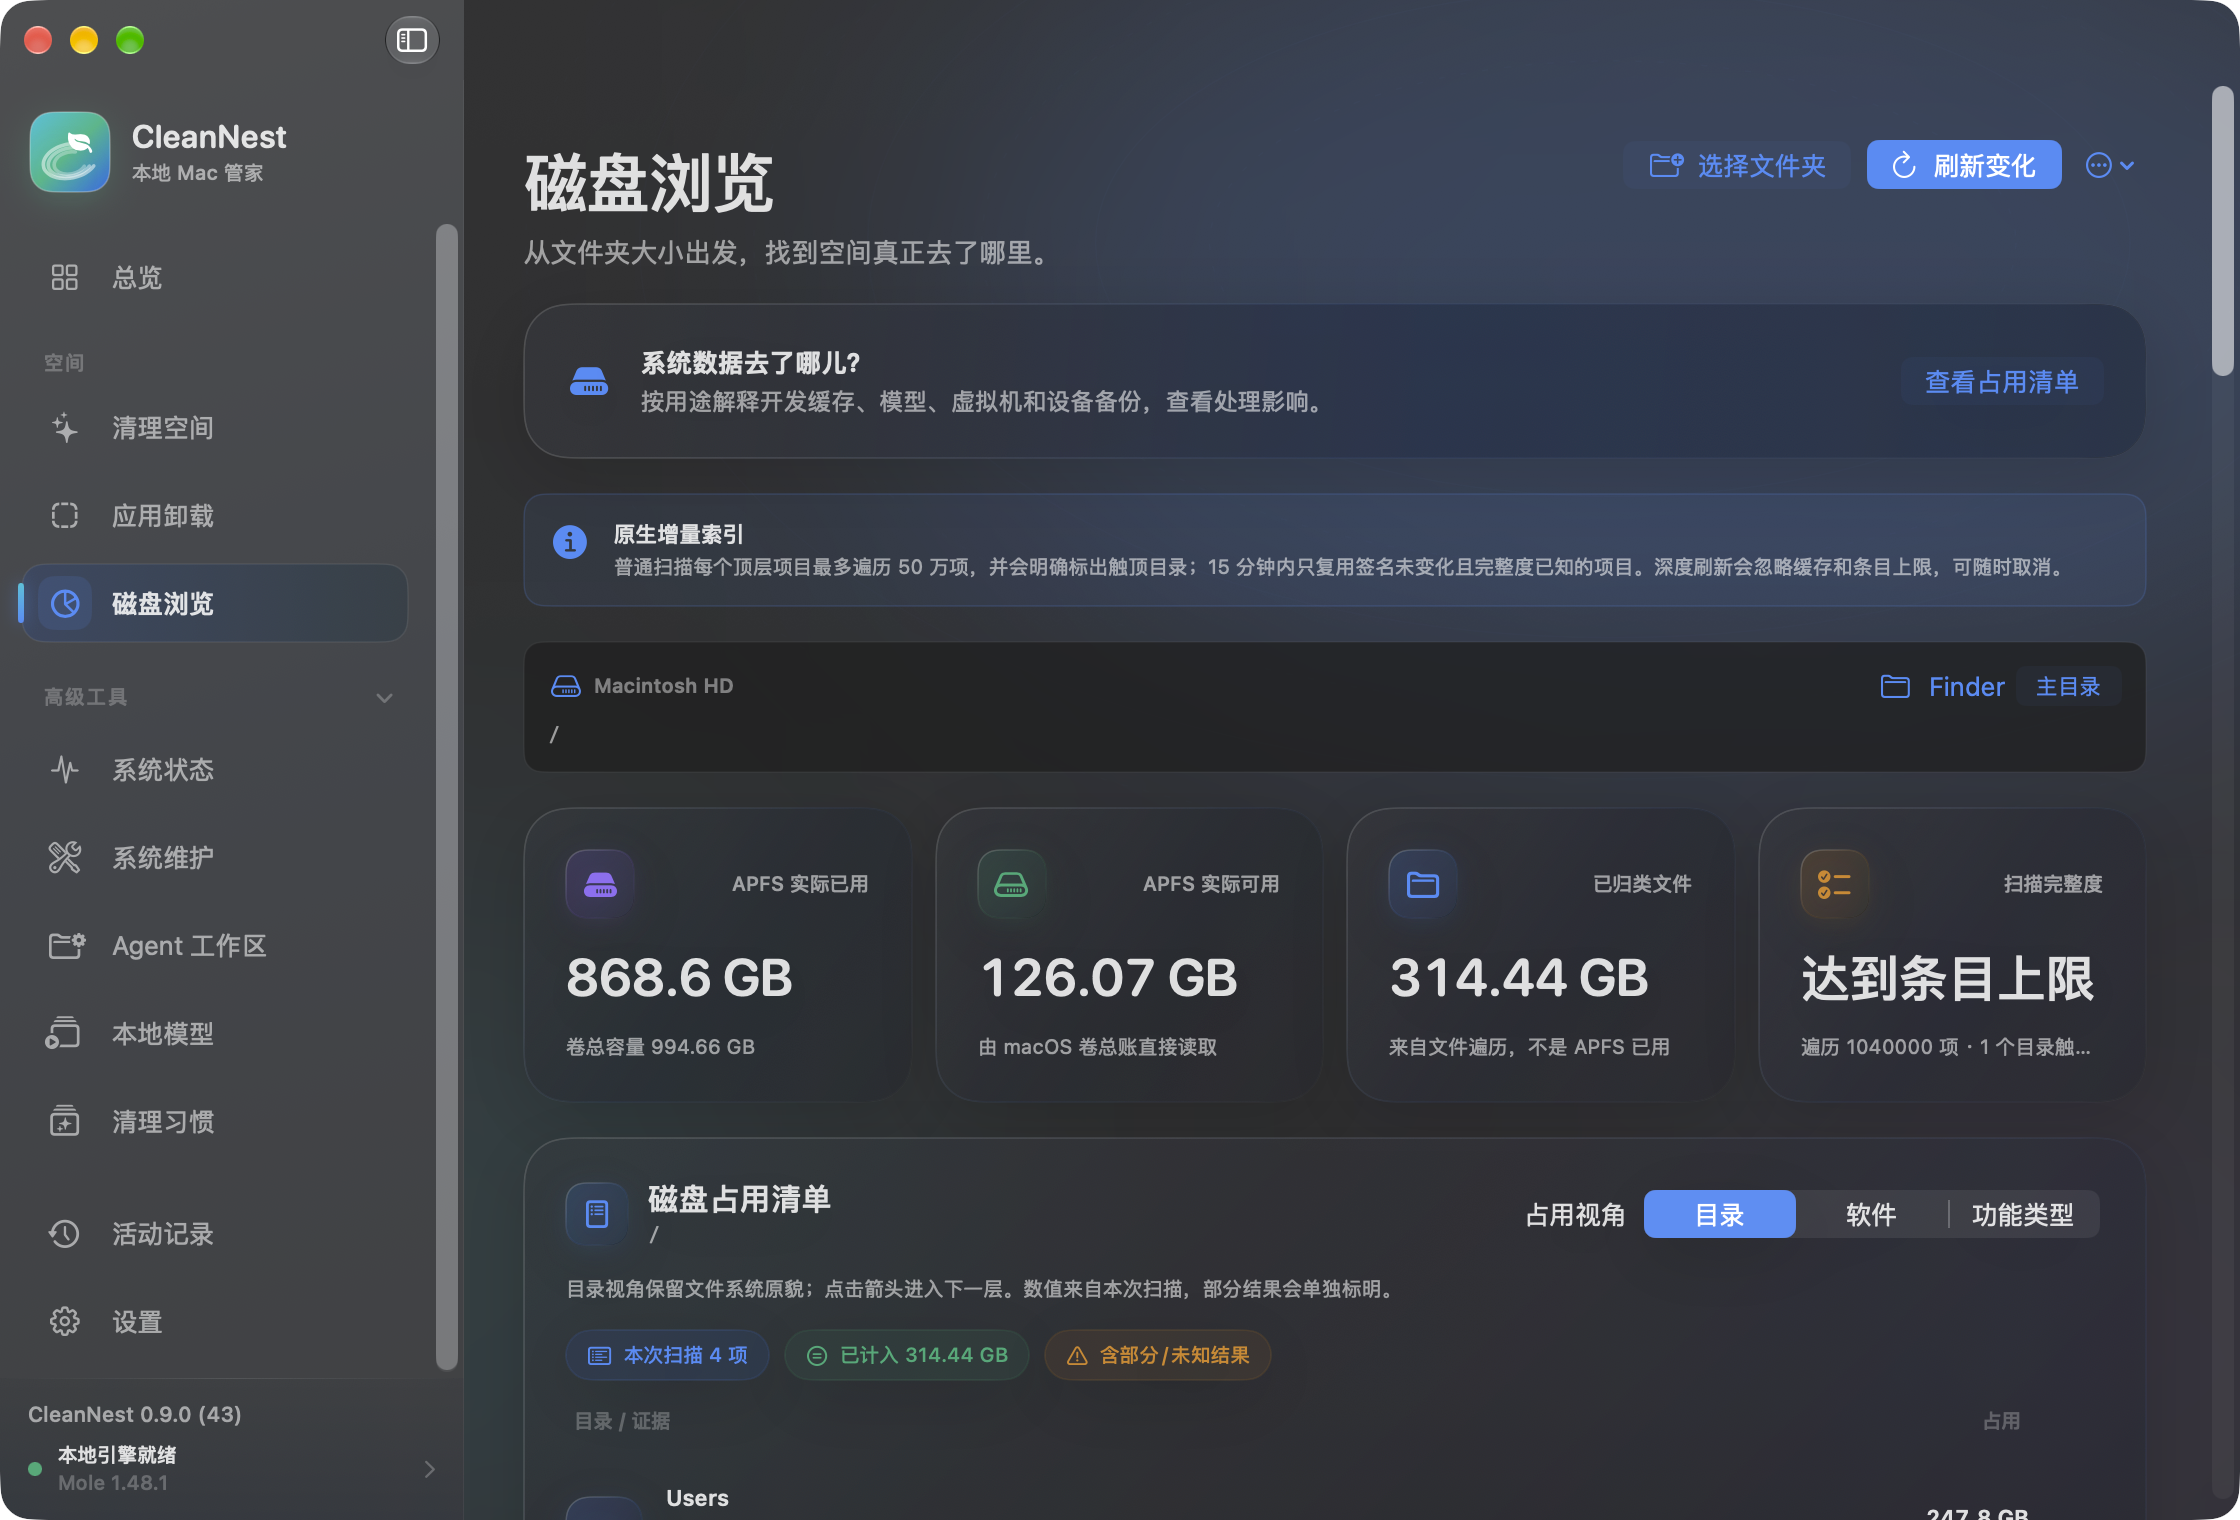 CleanNest
本地 Mac 管家
总览
空间
清理空间
应用卸载
磁盘浏览
高级工具
系统状态
系统维护
Agent 工作区
本地模型
清理习惯
活动记录
设置
CleanNest 0.9.0 (43)
本地引擎就绪
Mole 1.48.1
磁盘浏览
从文件夹大小出发，找到空间真正去了哪里。
选择文件夹
刷新变化
系统数据去了哪儿？
按用途解释开发缓存、模型、虚拟机和设备备份，查看处理影响。
查看占用清单
原生增量索引
普通扫描每个顶层项目最多遍历 50 万项，并会明确标出触顶目录；15 分钟内只复用签名未变化且完整度已知的项目。深度刷新会忽略缓存和条目上限，可随时取消。
Macintosh HD
Finder
主目录
/
APFS 实际已用
868.6 GB
卷总容量 994.66 GB
APFS 实际可用
126.07 GB
由 macOS 卷总账直接读取
已归类文件
314.44 GB
来自文件遍历，不是 APFS 已用
扫描完整度
达到条目上限
遍历 1040000 项 · 1 个目录触…
磁盘占用清单
/
占用视角
目录
软件
功能类型
目录视角保留文件系统原貌；点击箭头进入下一层。数值来自本次扫描，部分结果会单独标明。
本次扫描 4 项
已计入 314.44 GB
含部分/未知结果
目录 / 证据
占用
Users
247.8 GB